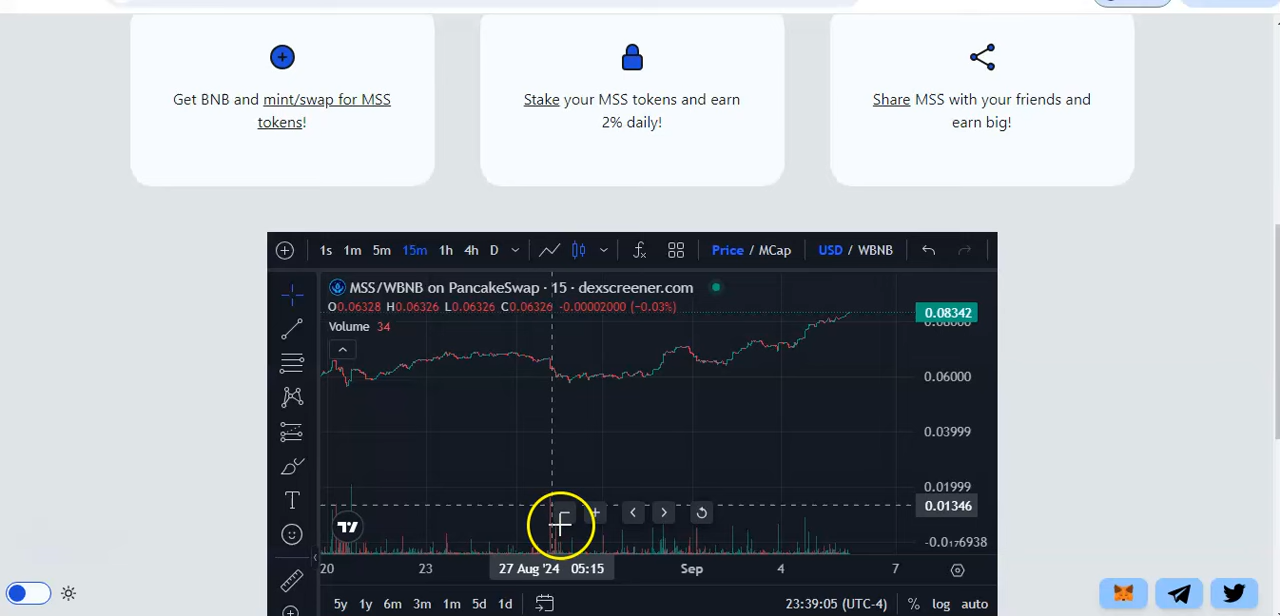 Get BNB and mint/swap for MSS
tokens!
Stake your MSS tokens and earn
2% daily!
Share MSS with your friends and
earn big!
1s 1m 5m 15m 1h 4h D Price / MCap USD / WBNB
MSS/WBNB on PancakeSwap · 15 · dexscreener.com
O0.06328 H0.06326 L0.06326 C0.06326 -0.00002000 (−0.03%)
Volume 34
0.08342
0.08000
0.06000
0.03999
0.01999
0.01346
20 23 27 Aug '24 05:15 Sep 4 7
5y 1y 6m 3m 1m 5d 1d 23:39:05 (UTC-4) % log auto